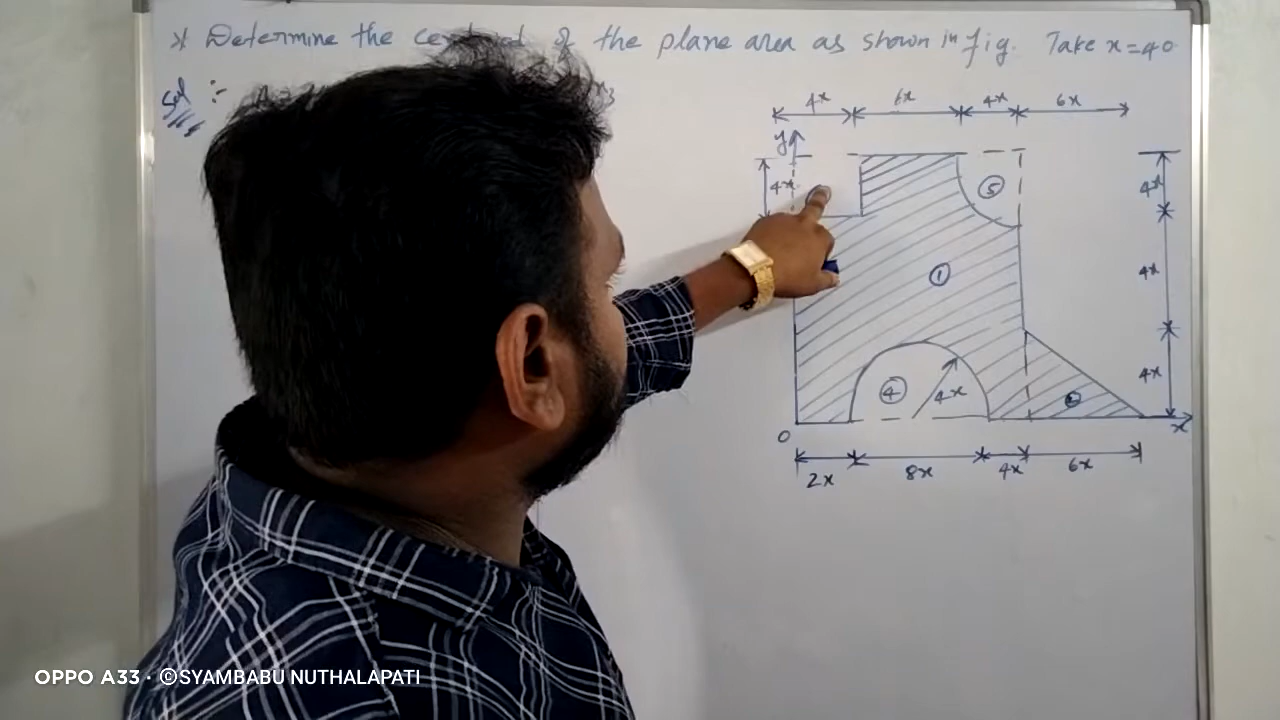 * Determine the of the plane area as shown in fig. Take x=40
Sol :-
4x 6x 4x 6x
y
4x 5 4x
1 4x
4 4x 2 4x
0 x
2x 8x 4x 6x
OPPO A33 · ©SYAMBABU NUTHALAPATI